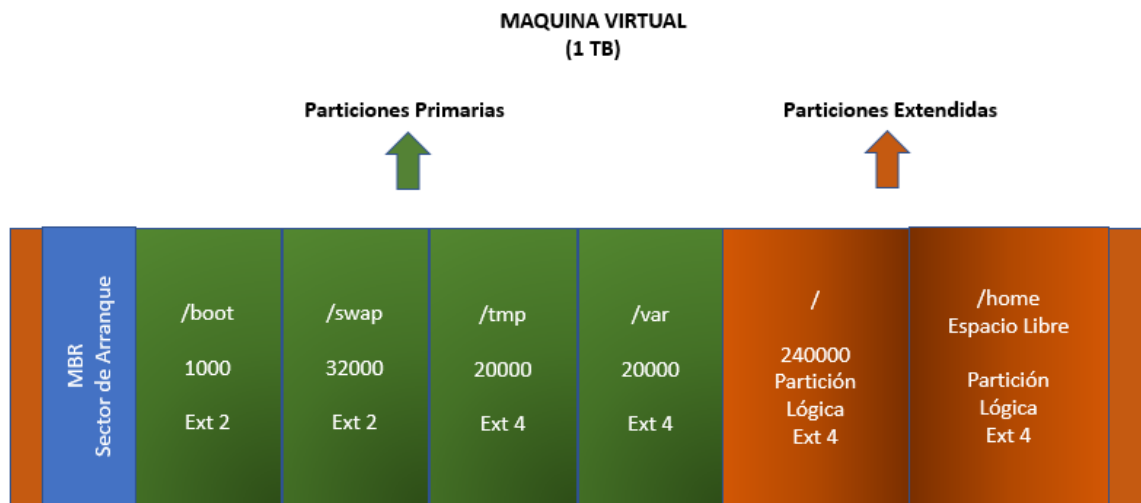 MAQUINA VIRTUAL
(1 TB)
Particiones Primarias
Particiones Extendidas
MBR
Sector de Arranque
/boot
1000
Ext 2
/swap
32000
Ext 2
/tmp
20000
Ext 4
/var
20000
Ext 4
/
240000
Partición
Lógica
Ext 4
/home
Espacio Libre
Partición
Lógica
Ext 4